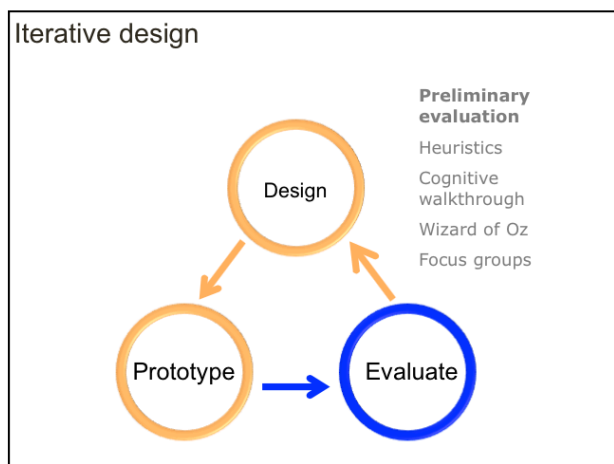 Iterative design
Preliminary
evaluation
Heuristics
Cognitive
walkthrough
Wizard of Oz
Focus groups
Design
Prototype
Evaluate